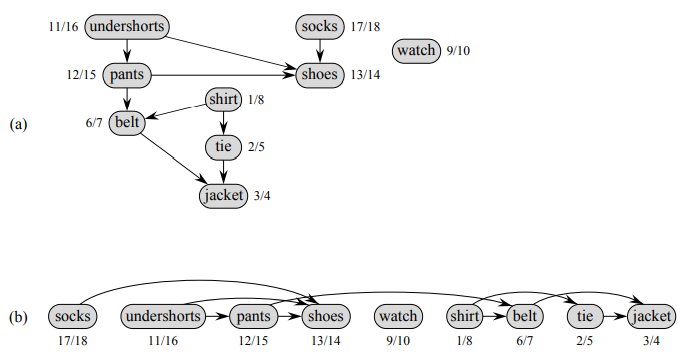 11/16 undershorts socks 17/18
watch 9/10
12/15 pants shoes 13/14
shirt 1/8
(a) 6/7 belt
tie 2/5
jacket 3/4
(b) socks undershorts pants shoes watch shirt belt tie jacket
17/18 11/16 12/15 13/14 9/10 1/8 6/7 2/5 3/4